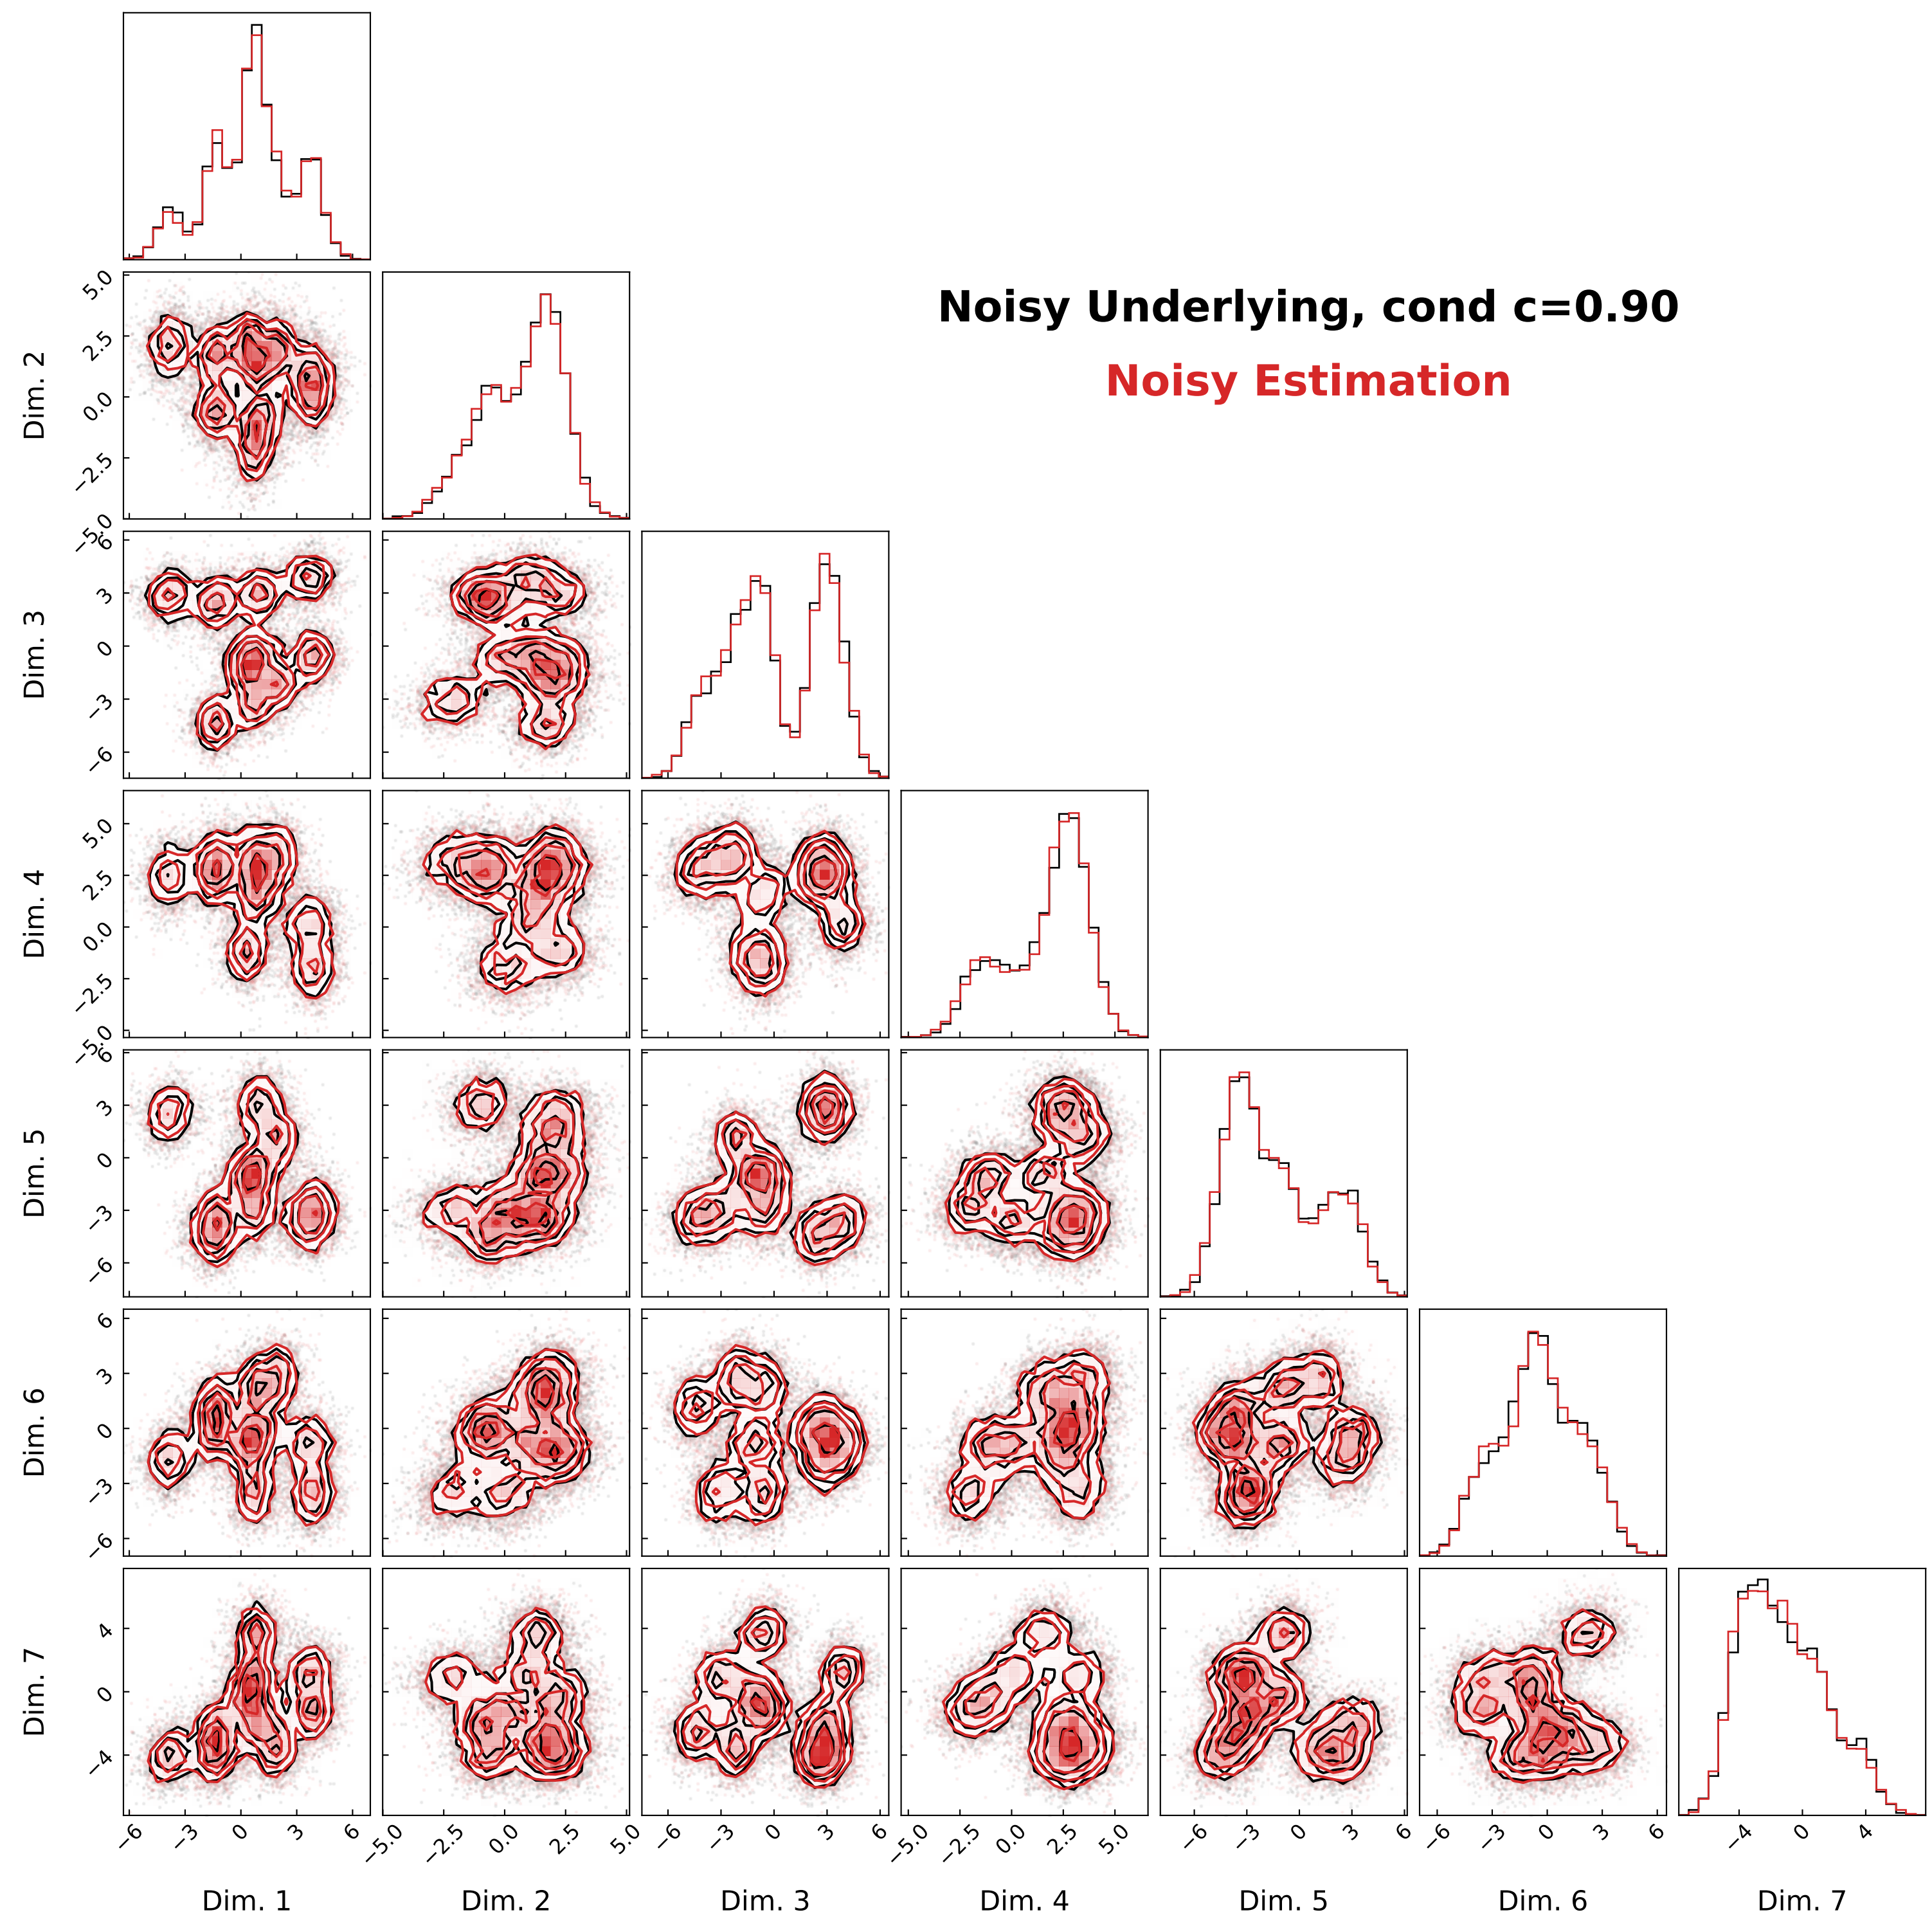 Noisy Underlying, cond c=0.90
Noisy Estimation
Dim. 2
5.0
2.5
0.0
−2.5
−5.0
Dim. 3
6
3
0
−3
−6
Dim. 4
5.0
2.5
0.0
−2.5
−5.0
Dim. 5
6
3
0
−3
−6
Dim. 6
6
3
0
−3
−6
Dim. 7
4
0
−4
−6 −3 0 3 6 −5.0 −2.5 0.0 2.5 5.0 −6 −3 0 3 6 −5.0 −2.5 0.0 2.5 5.0 −6 −3 0 3 6 −6 −3 0 3 6 −4 0 4
Dim. 1 Dim. 2 Dim. 3 Dim. 4 Dim. 5 Dim. 6 Dim. 7